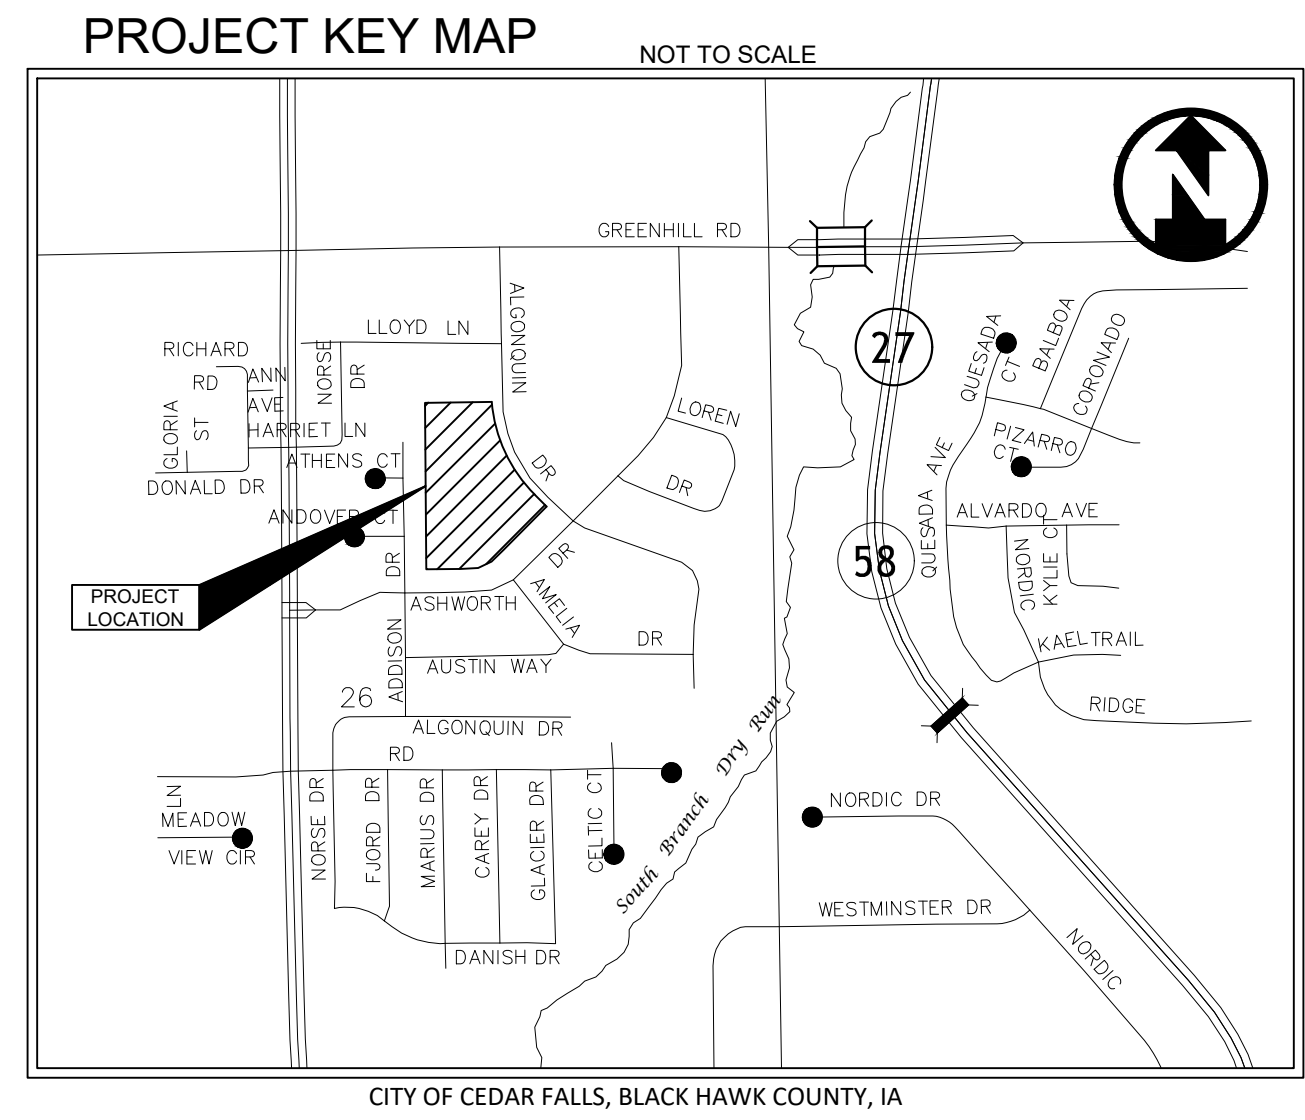 PROJECT KEY MAP
NOT TO SCALE
N
GREENHILL RD
ALGONQUIN
DR
LLOYD LN
RICHARD
RD
ANN
AVE
NORSE
DR
GLORIA
ST
HARRIET LN
ATHENS CT
DONALD DR
ANDOVER CT
LOREN
DR
27
QUESADA
CT
BALBOA
CORONADO
PIZARRO
CT
QUESADA AVE
ALVARDO AVE
58
NORDIC
KYLIE CT
PROJECT
LOCATION
DR
ADDISON
ASHWORTH
DR
AMELIA
DR
KAEL TRAIL
AUSTIN WAY
26
RIDGE
ALGONQUIN DR
RD
LN
MEADOW
VIEW CIR
NORSE DR
FJORD DR
MARIUS DR
CAREY DR
GLACIER DR
CELTIC CT
South Branch Dry Run
NORDIC DR
WESTMINSTER DR
NORDIC
DANISH DR
CITY OF CEDAR FALLS, BLACK HAWK COUNTY, IA